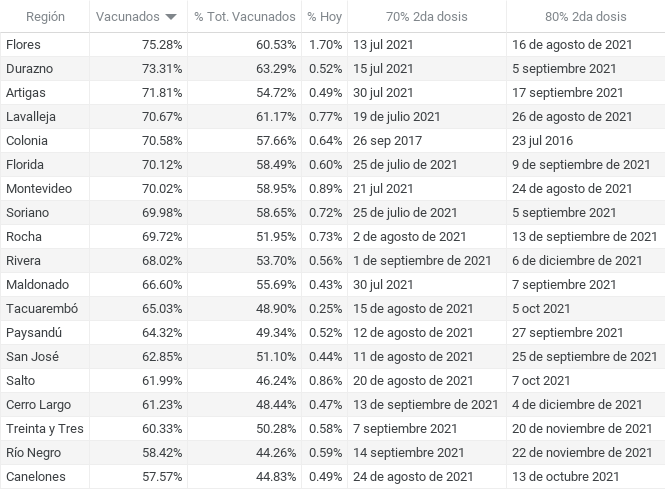 Región Vacunados % Tot. Vacunados % Hoy 70% 2da dosis 80% 2da dosis
Flores 75.28% 60.53% 1.70% 13 jul 2021 16 de agosto de 2021
Durazno 73.31% 63.29% 0.52% 15 jul 2021 5 septiembre 2021
Artigas 71.81% 54.72% 0.49% 30 jul 2021 17 septiembre 2021
Lavalleja 70.67% 61.17% 0.77% 19 de julio 2021 26 de agosto de 2021
Colonia 70.58% 57.66% 0.64% 26 sep 2017 23 jul 2016
Florida 70.12% 58.49% 0.60% 25 de julio de 2021 9 de septiembre de 2021
Montevideo 70.02% 58.95% 0.89% 21 jul 2021 24 de agosto de 2021
Soriano 69.98% 58.65% 0.72% 25 de julio de 2021 5 septiembre 2021
Rocha 69.72% 51.95% 0.73% 2 de agosto de 2021 13 de septiembre de 2021
Rivera 68.02% 53.70% 0.56% 1 de septiembre de 2021 6 de diciembre de 2021
Maldonado 66.60% 55.69% 0.43% 30 jul 2021 7 septiembre 2021
Tacuarembó 65.03% 48.90% 0.25% 15 de agosto de 2021 5 oct 2021
Paysandú 64.32% 49.34% 0.52% 12 de agosto de 2021 27 septiembre 2021
San José 62.85% 51.10% 0.44% 11 de agosto de 2021 25 de septiembre de 2021
Salto 61.99% 46.24% 0.86% 20 de agosto de 2021 7 oct 2021
Cerro Largo 61.23% 48.44% 0.47% 13 de septiembre de 2021 4 de diciembre de 2021
Treinta y Tres 60.33% 50.28% 0.58% 7 septiembre 2021 20 de noviembre de 2021
Río Negro 58.42% 44.26% 0.59% 14 septiembre 2021 22 de noviembre de 2021
Canelones 57.57% 44.83% 0.49% 24 de agosto de 2021 13 de octubre 2021